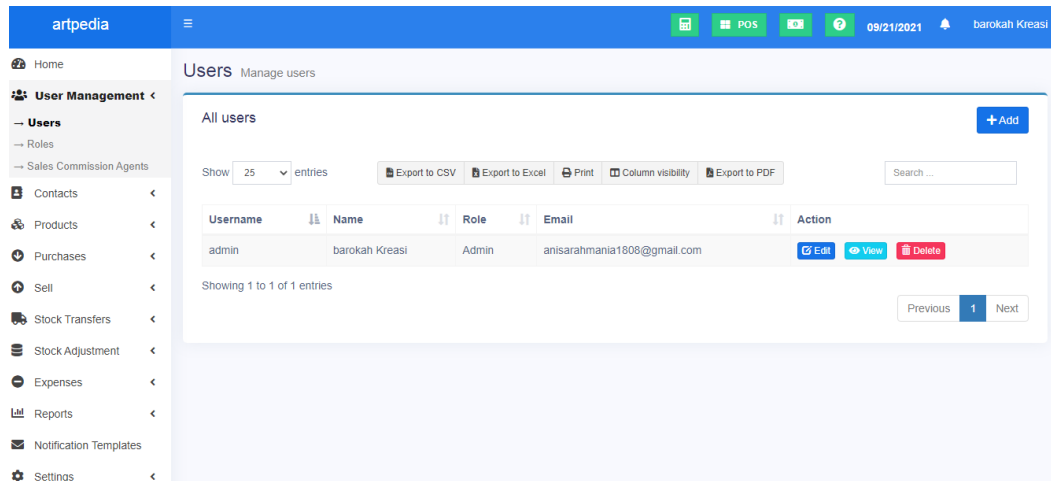 artpedia
POS
09/21/2021
barokah Kreasi
Home
User Management
→ Users
→ Roles
→ Sales Commission Agents
Contacts
Products
Purchases
Sell
Stock Transfers
Stock Adjustment
Expenses
Reports
Notification Templates
Settings
Users Manage users
All users
+ Add
Show 25 entries
Export to CSV Export to Excel Print Column visibility Export to PDF
Search ...
Username Name Role Email Action
admin barokah Kreasi Admin anisarahmania1808@gmail.com Edit View Delete
Showing 1 to 1 of 1 entries
Previous 1 Next